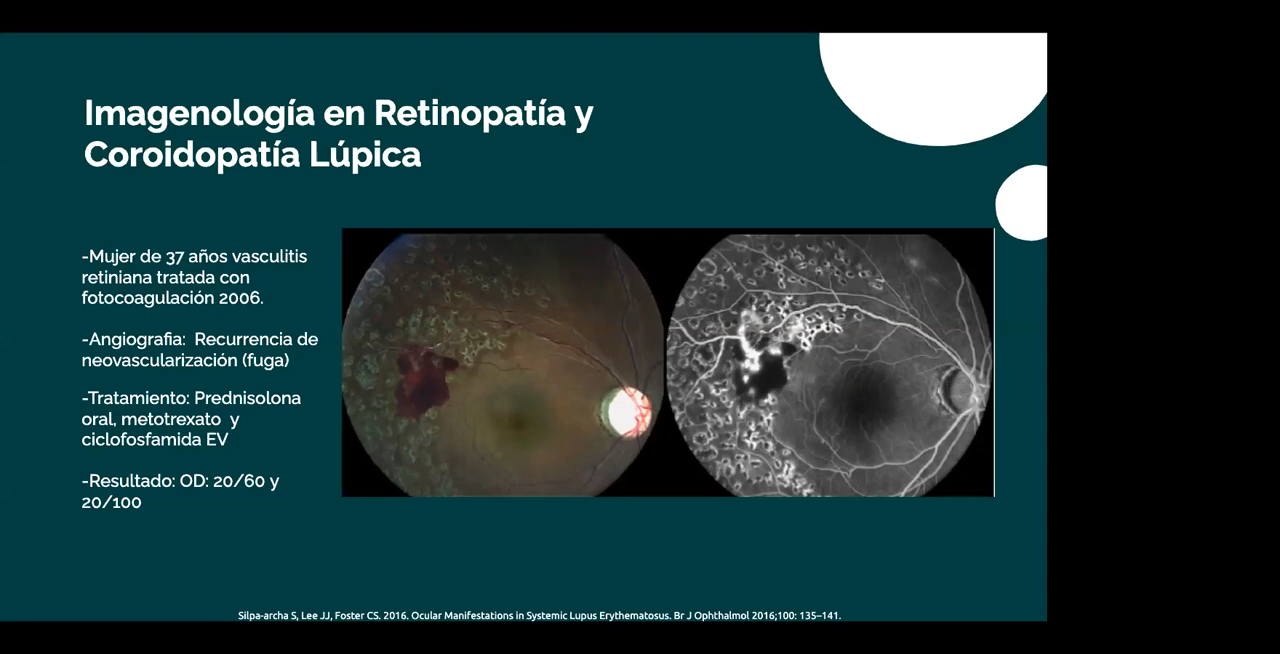 Imagenología en Retinopatía y
Coroidopatía Lúpica
-Mujer de 37 años vasculitis
retiniana tratada con
fotocoagulación 2006.
-Angiografia: Recurrencia de
neovascularización (fuga)
-Tratamiento: Prednisolona
oral, metotrexato y
ciclofosfamida EV
-Resultado: OD: 20/60 y
20/100
Silpa-archa S, Lee JJ, Foster CS. 2016. Ocular Manifestations in Systemic Lupus Erythematosus. Br J Ophthalmol 2016;100: 135–141.